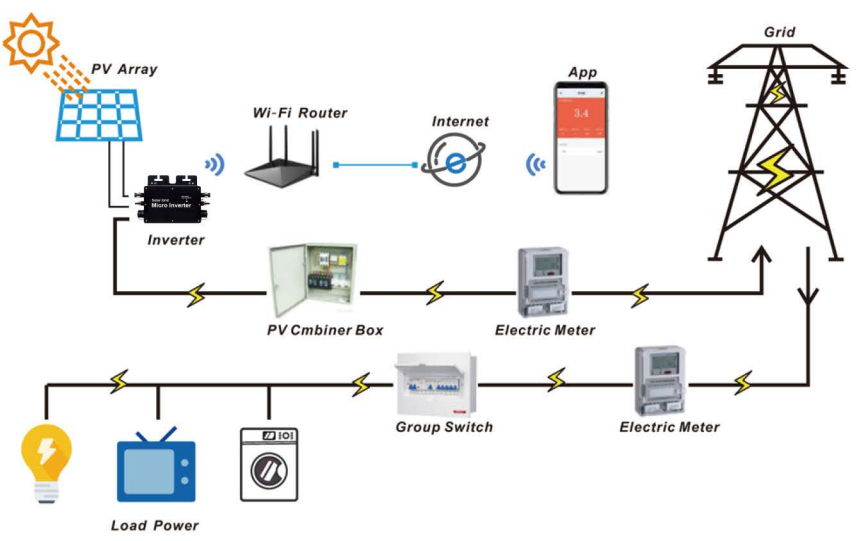 Grid
PV Array
App
Wi-Fi Router
Internet
3.4
Micro Inverter
Inverter
PV Cmbiner Box
Electric Meter
Group Switch
Electric Meter
Load Power